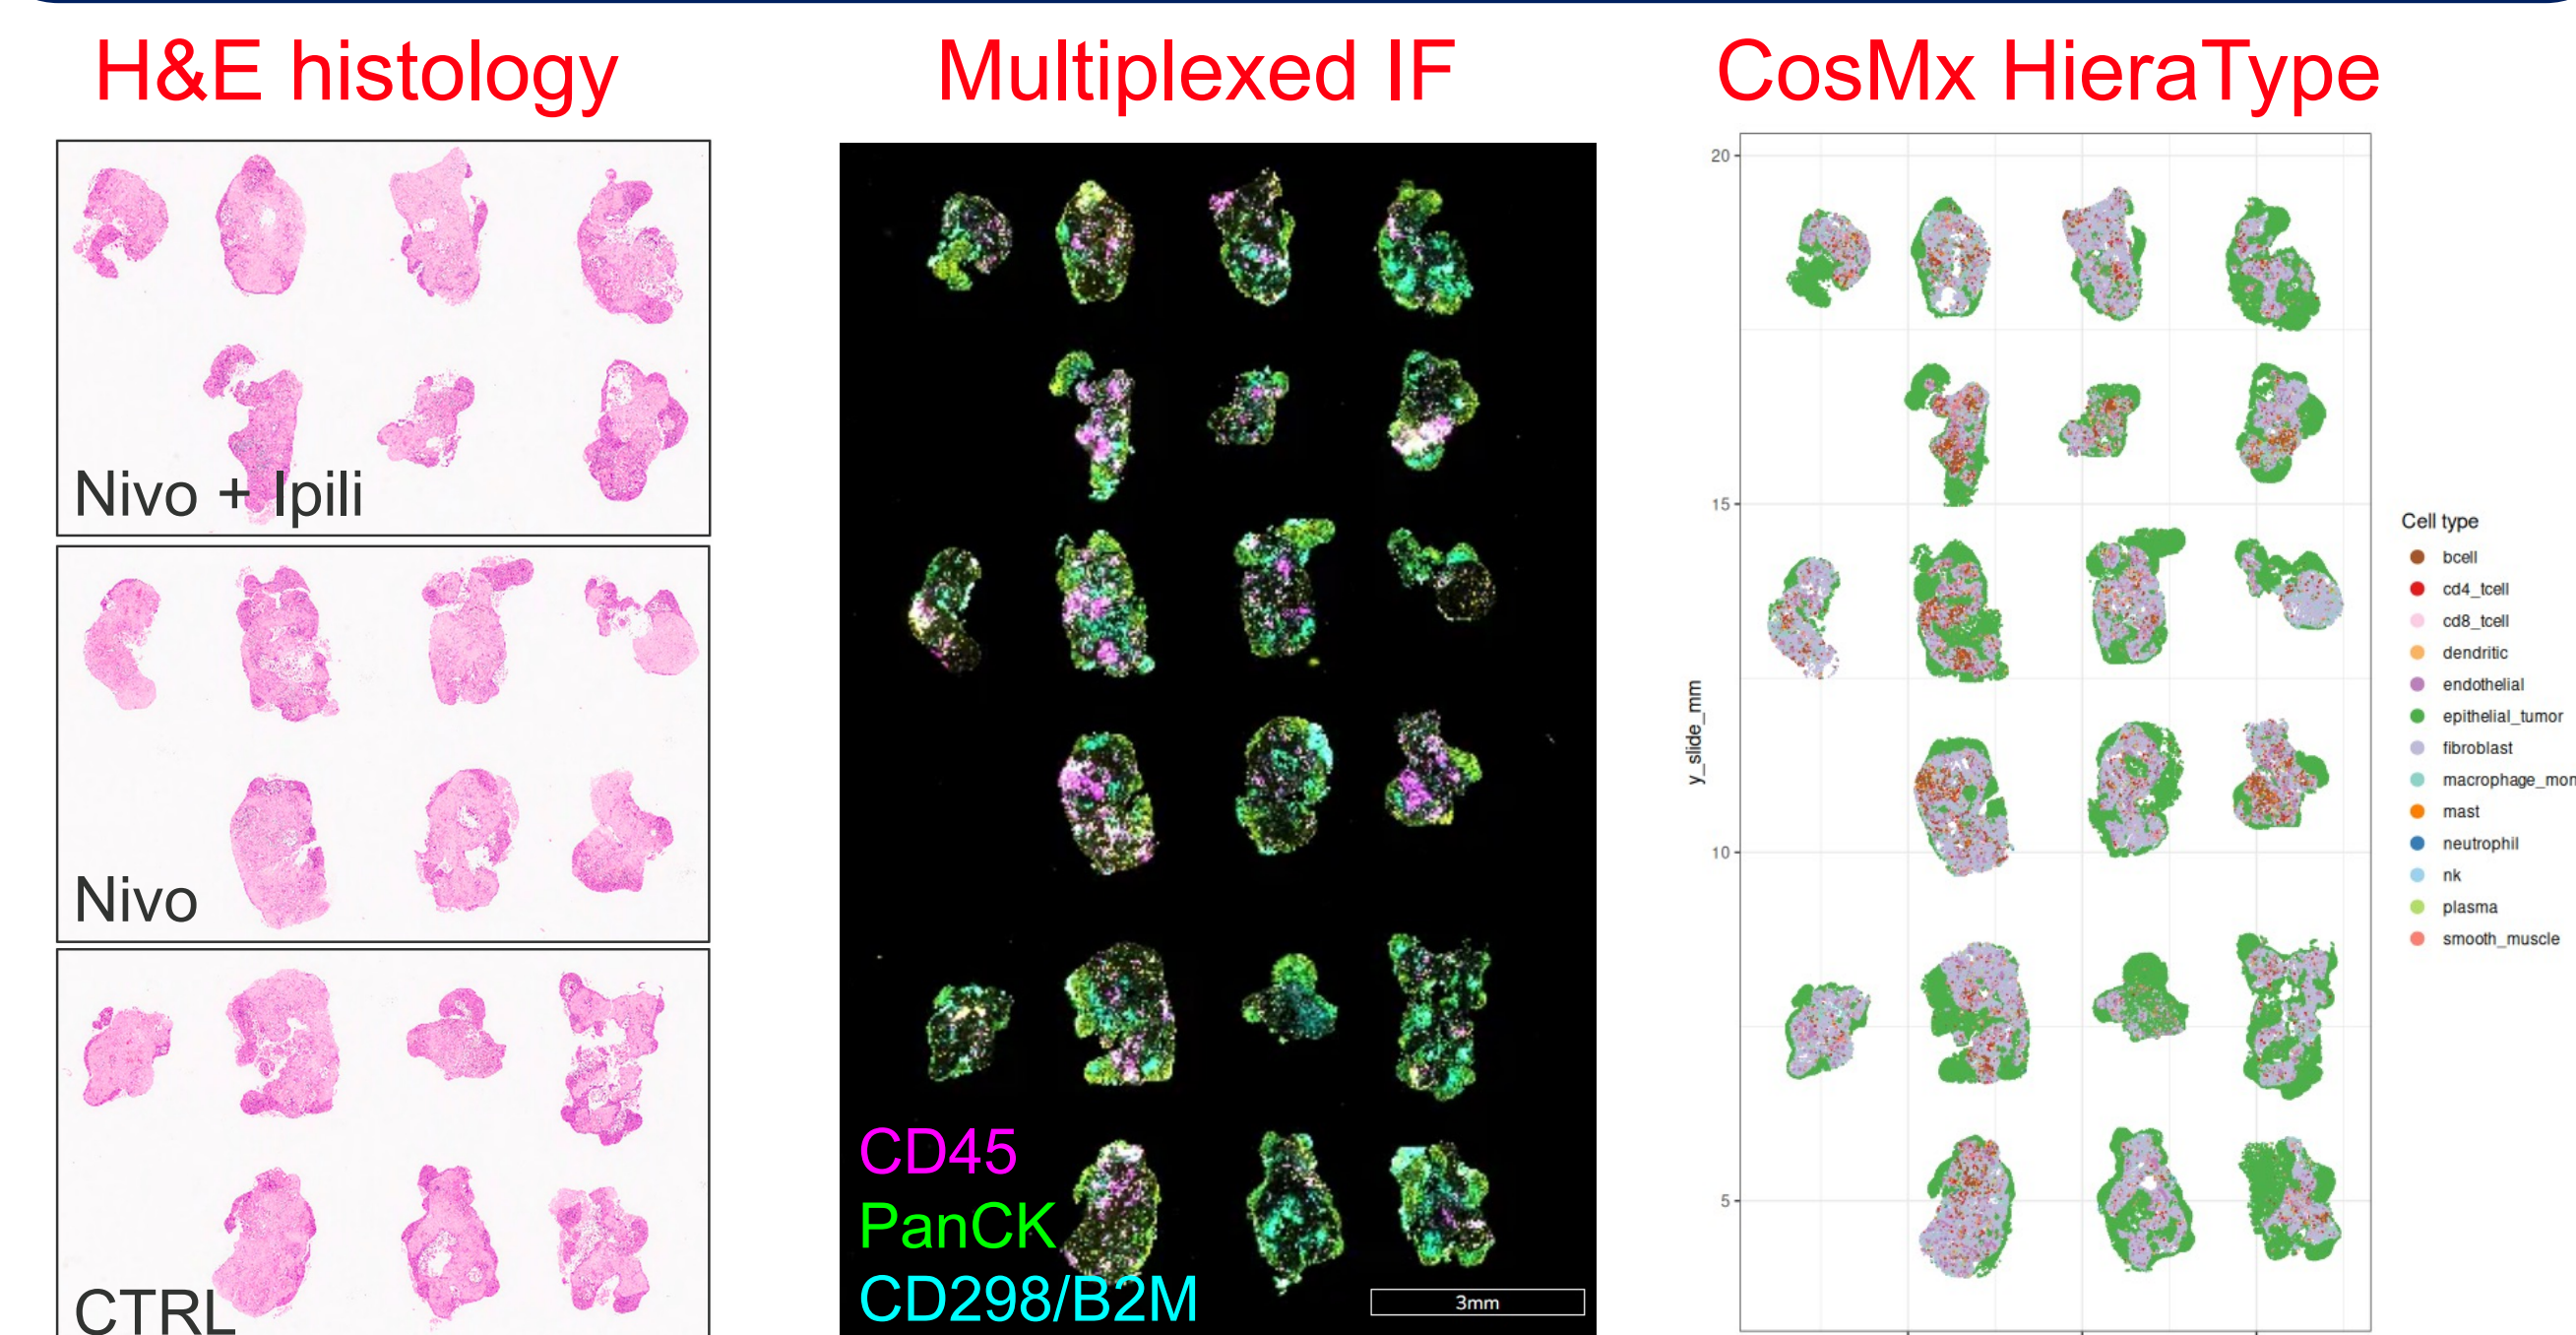 H&E histology
Nivo + Ipili
Nivo
CTRL
Multiplexed IF
CD45
PanCK
CD298/B2M
3mm
CosMx HieraType
20
15
10
5
y_slide_mm
Cell type
bcell
cd4_tcell
cd8_tcell
dendritic
endothelial
epithelial_tumor
fibroblast
macrophage_mon
mast
neutrophil
nk
plasma
smooth_muscle